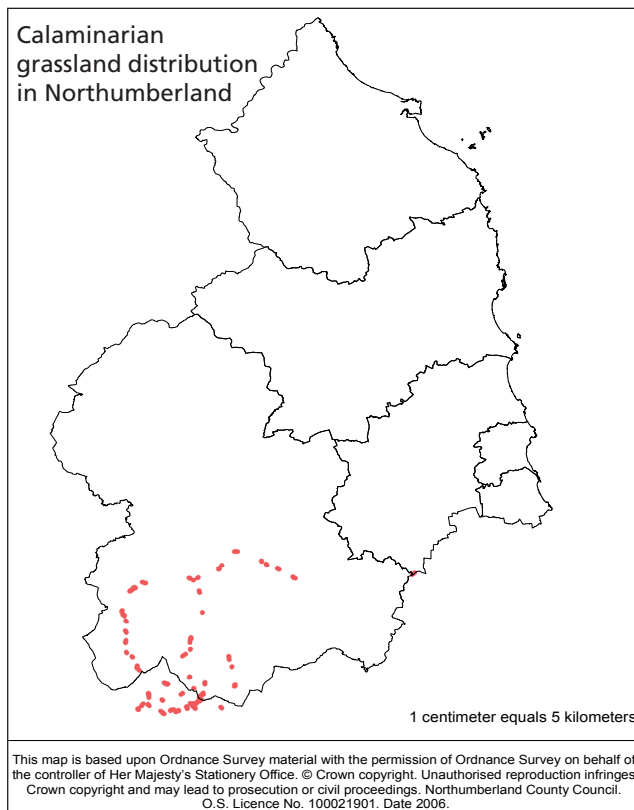 Calaminarian
grassland distribution
in Northumberland
1 centimeter equals 5 kilometers
This map is based upon Ordnance Survey material with the permission of Ordnance Survey on behalf of
the controller of Her Majesty's Stationery Office. © Crown copyright. Unauthorised reproduction infringes
Crown copyright and may lead to prosecution or civil proceedings. Northumberland County Council.
O.S. Licence No. 100021901. Date 2006.